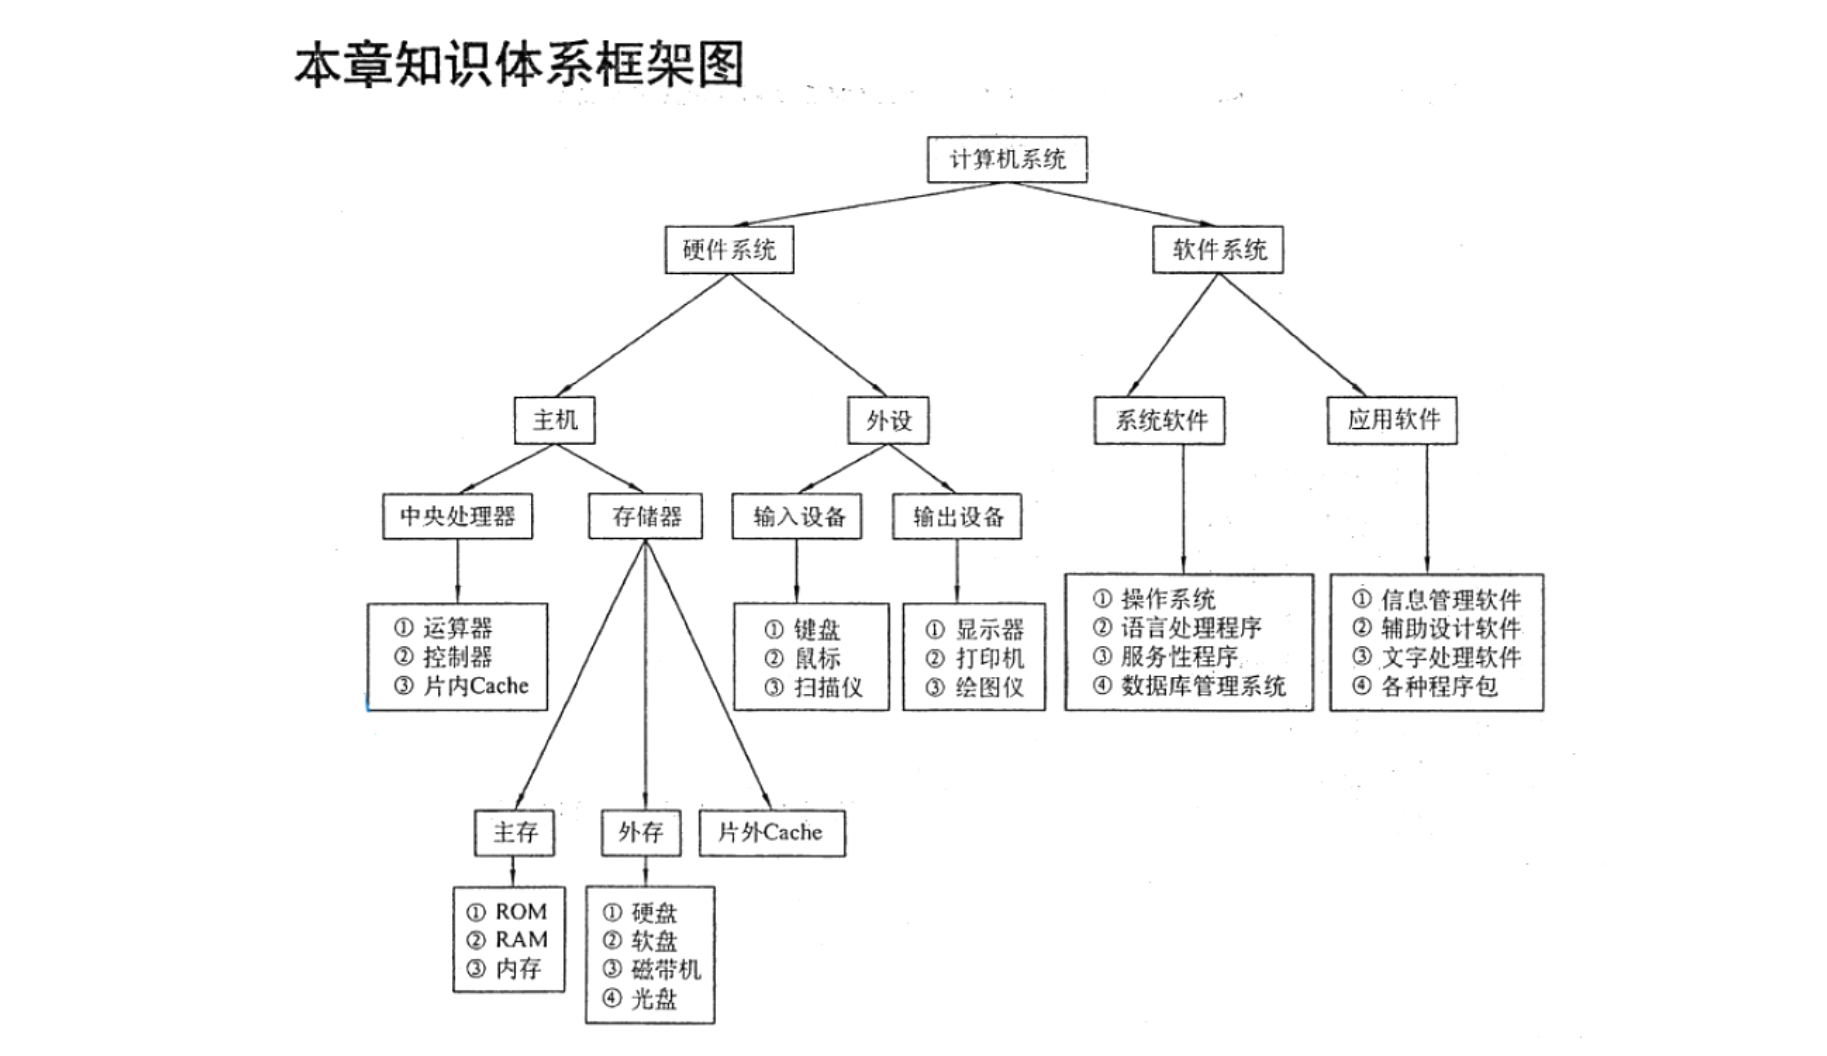 本章知识体系框架图
计算机系统
硬件系统
软件系统
主机
外设
系统软件
应用软件
中央处理器
存储器
输入设备
输出设备
① 运算器
② 控制器
③ 片内Cache
① 键盘
② 鼠标
③ 扫描仪
① 显示器
② 打印机
③ 绘图仪
① 操作系统
② 语言处理程序
③ 服务性程序
④ 数据库管理系统
① 信息管理软件
② 辅助设计软件
③ 文字处理软件
④ 各种程序包
主存
外存
片外Cache
① ROM
② RAM
③ 内存
① 硬盘
② 软盘
③ 磁带机
④ 光盘